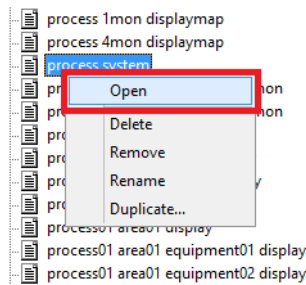 process 1mon displaymap
process 4mon displaymap
process system
Open
Delete
Remove
Rename
Duplicate...
process01 area01 display
process01 area01 equipment01 display
process01 area01 equipment02 display